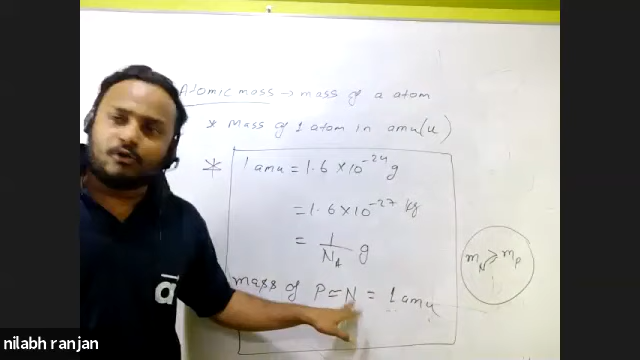 Atomic mass → mass of a atom
* Mass of 1 atom in amu(u)
* 1 amu = 1.6 × 10⁻²⁴ g
= 1.6 × 10⁻²⁷ kg
= 1/N_A g
mass of P ≃ N = 1 amu
m_N > m_P
nilabh ranjan